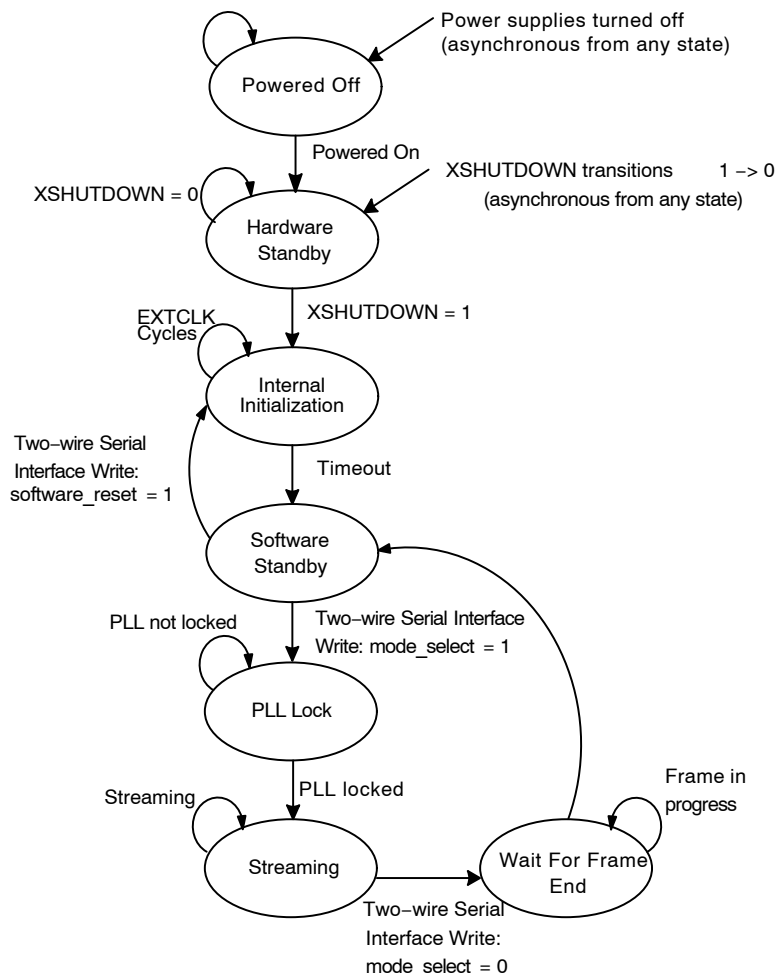 Power supplies turned off
(asynchronous from any state)
Powered Off
Powered On
XSHUTDOWN transitions 1 −> 0
(asynchronous from any state)
XSHUTDOWN = 0
Hardware
Standby
XSHUTDOWN = 1
EXTCLK
Cycles
Internal
Initialization
Two−wire Serial
Interface Write:
software_reset = 1
Timeout
Software
Standby
Two−wire Serial Interface
Write: mode_select = 1
PLL not locked
PLL Lock
PLL locked
Streaming
Streaming
Frame in
progress
Wait For Frame
End
Two−wire Serial
Interface Write:
mode_select = 0